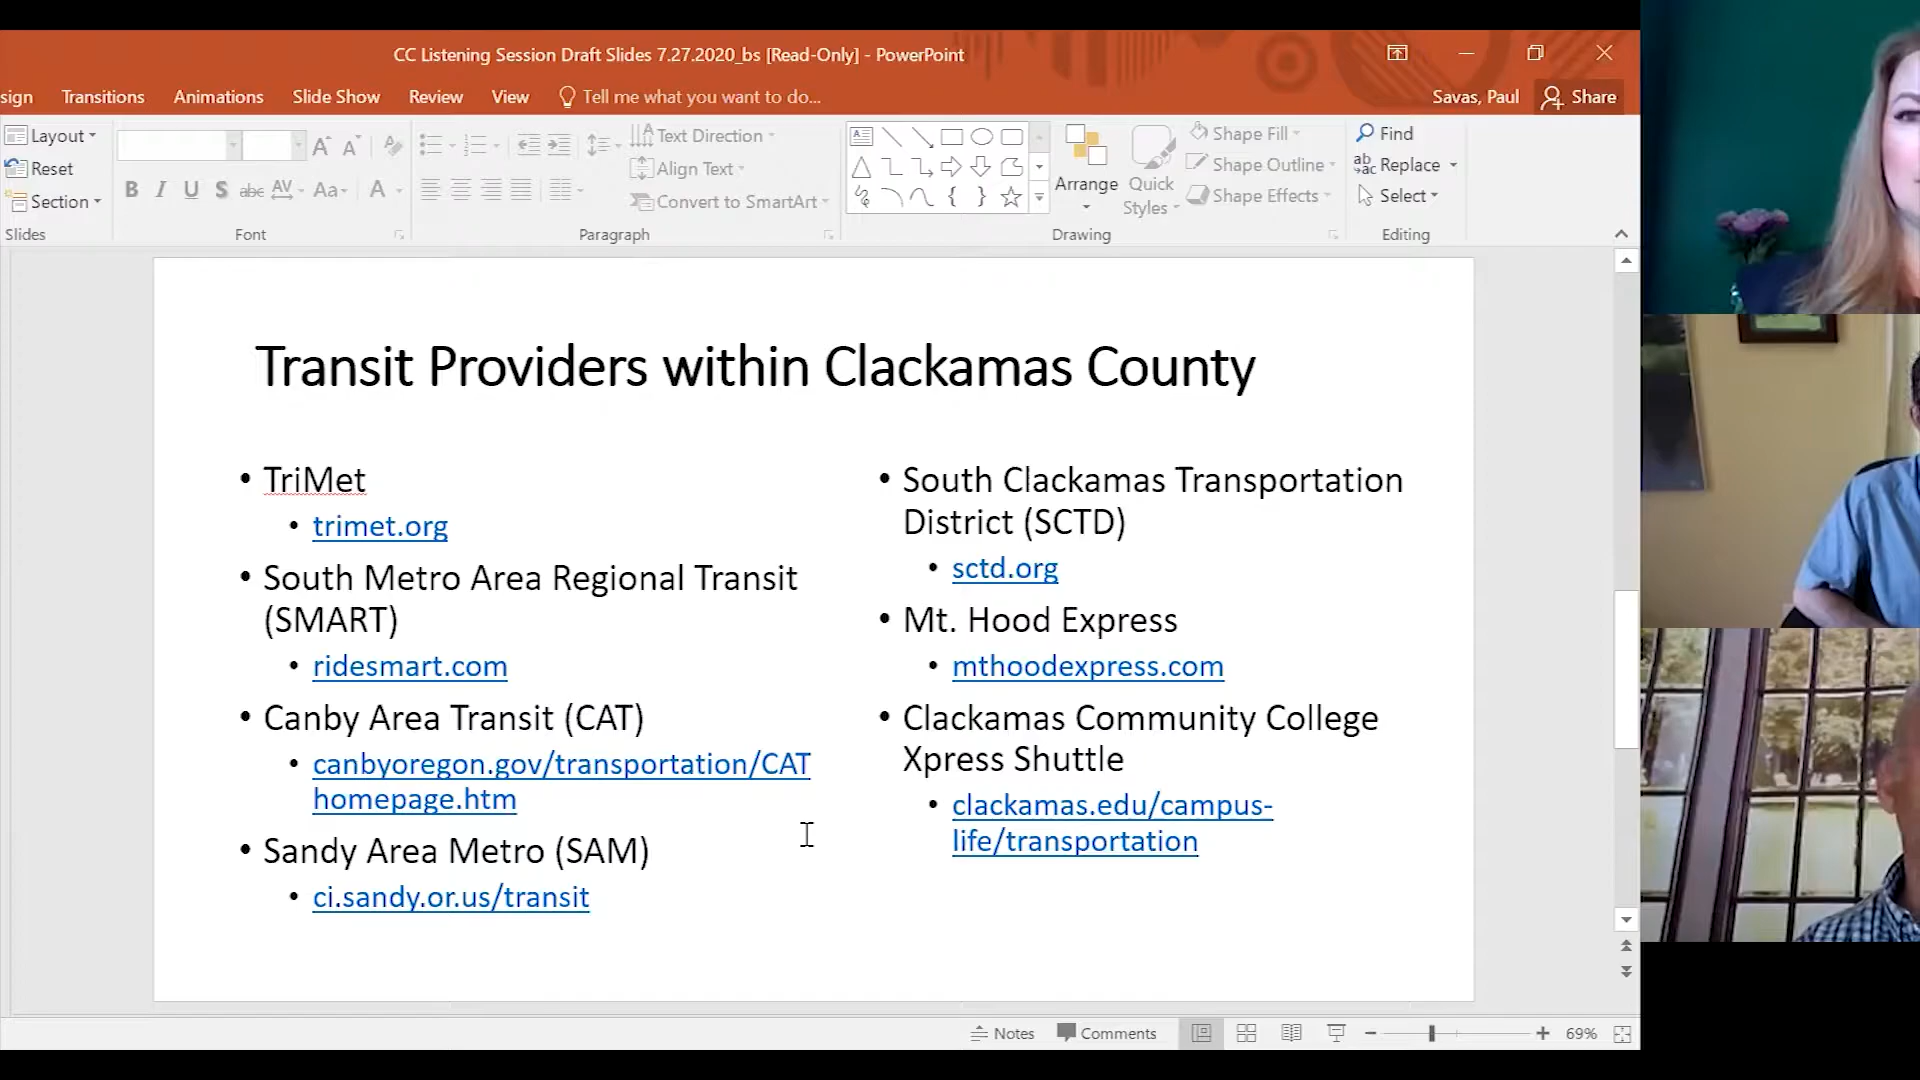 CC Listening Session Draft Slides 7.27.2020_bs [Read-Only] - PowerPoint
sign Transitions Animations Slide Show Review View Tell me what you want to do... Savas, Paul Share
Layout
Reset
Section
Slides
B I U S abc AV Aa A
Font
Text Direction
Align Text
Convert to SmartArt
Paragraph
Arrange
Quick
Styles
Shape Fill
Shape Outline
Shape Effects
Drawing
Find
Replace
Select
Editing
Transit Providers within Clackamas County
• TriMet
• trimet.org
• South Metro Area Regional Transit
(SMART)
• ridesmart.com
• Canby Area Transit (CAT)
• canbyoregon.gov/transportation/CAT
homepage.htm
• Sandy Area Metro (SAM)
• ci.sandy.or.us/transit
• South Clackamas Transportation
District (SCTD)
• sctd.org
• Mt. Hood Express
• mthoodexpress.com
• Clackamas Community College
Xpress Shuttle
• clackamas.edu/campus-
life/transportation
Notes Comments 69%